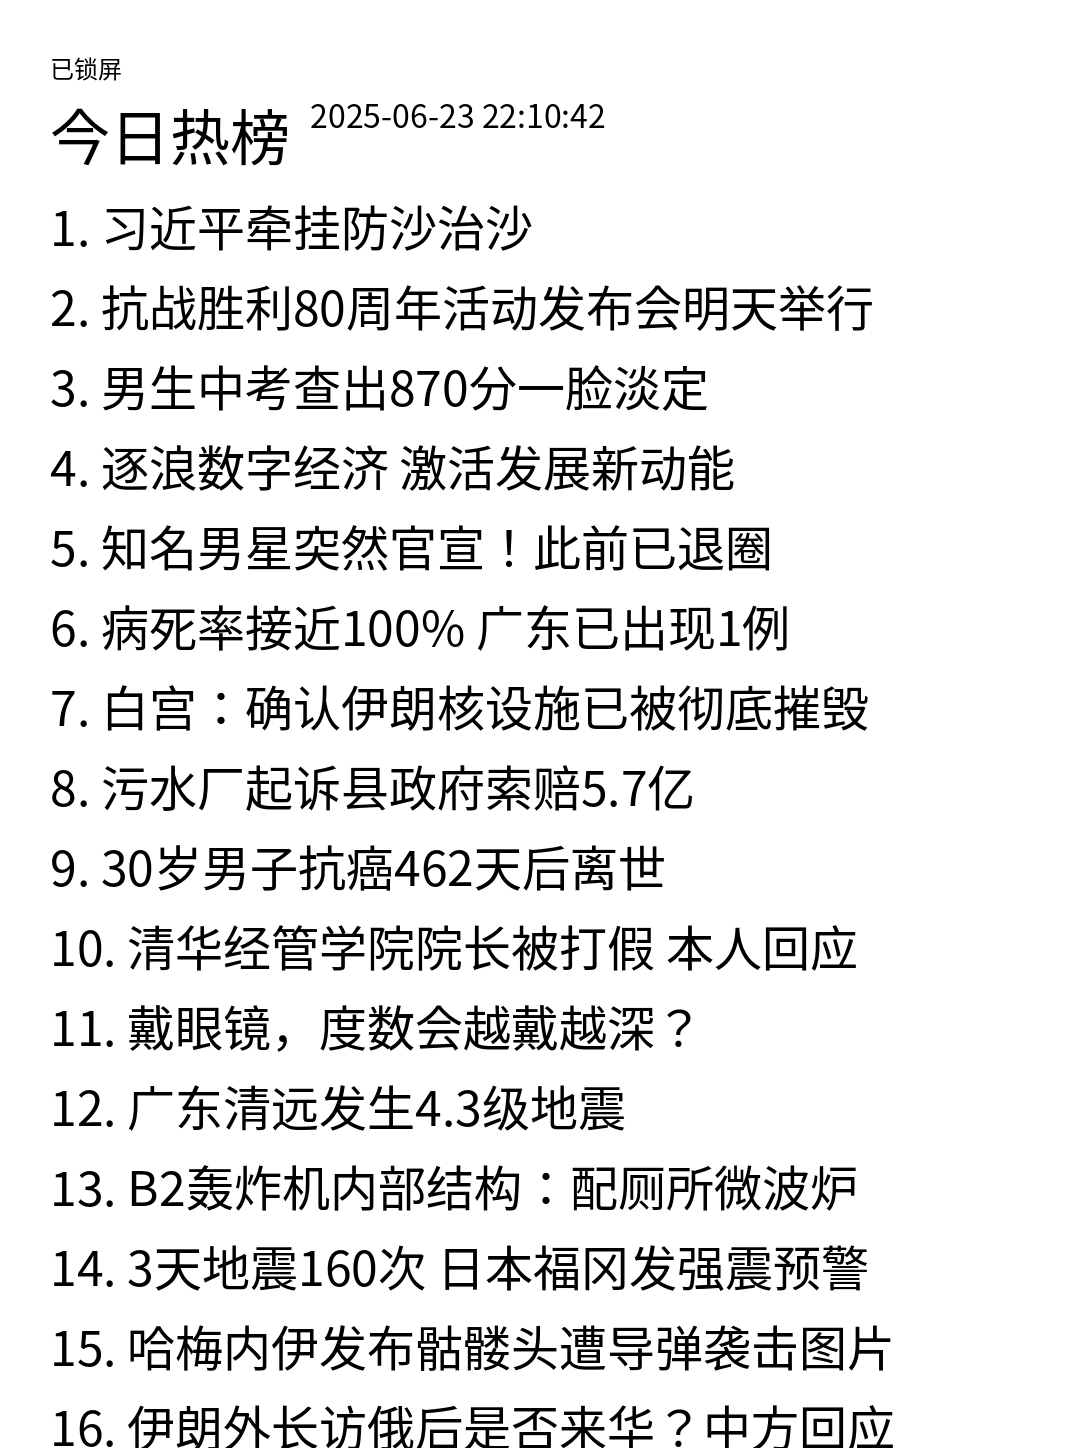 已锁屏
今日热榜 2025-06-23 22:10:42
1. 习近平牵挂防沙治沙
2. 抗战胜利80周年活动发布会明天举行
3. 男生中考查出870分一脸淡定
4. 逐浪数字经济 激活发展新动能
5. 知名男星突然官宣！此前已退圈
6. 病死率接近100% 广东已出现1例
7. 白宫：确认伊朗核设施已被彻底摧毁
8. 污水厂起诉县政府索赔5.7亿
9. 30岁男子抗癌462天后离世
10. 清华经管学院院长被打假 本人回应
11. 戴眼镜，度数会越戴越深？
12. 广东清远发生4.3级地震
13. B2轰炸机内部结构：配厕所微波炉
14. 3天地震160次 日本福冈发强震预警
15. 哈梅内伊发布骷髅头遭导弹袭击图片
16. 伊朗外长访俄后是否来华？中方回应